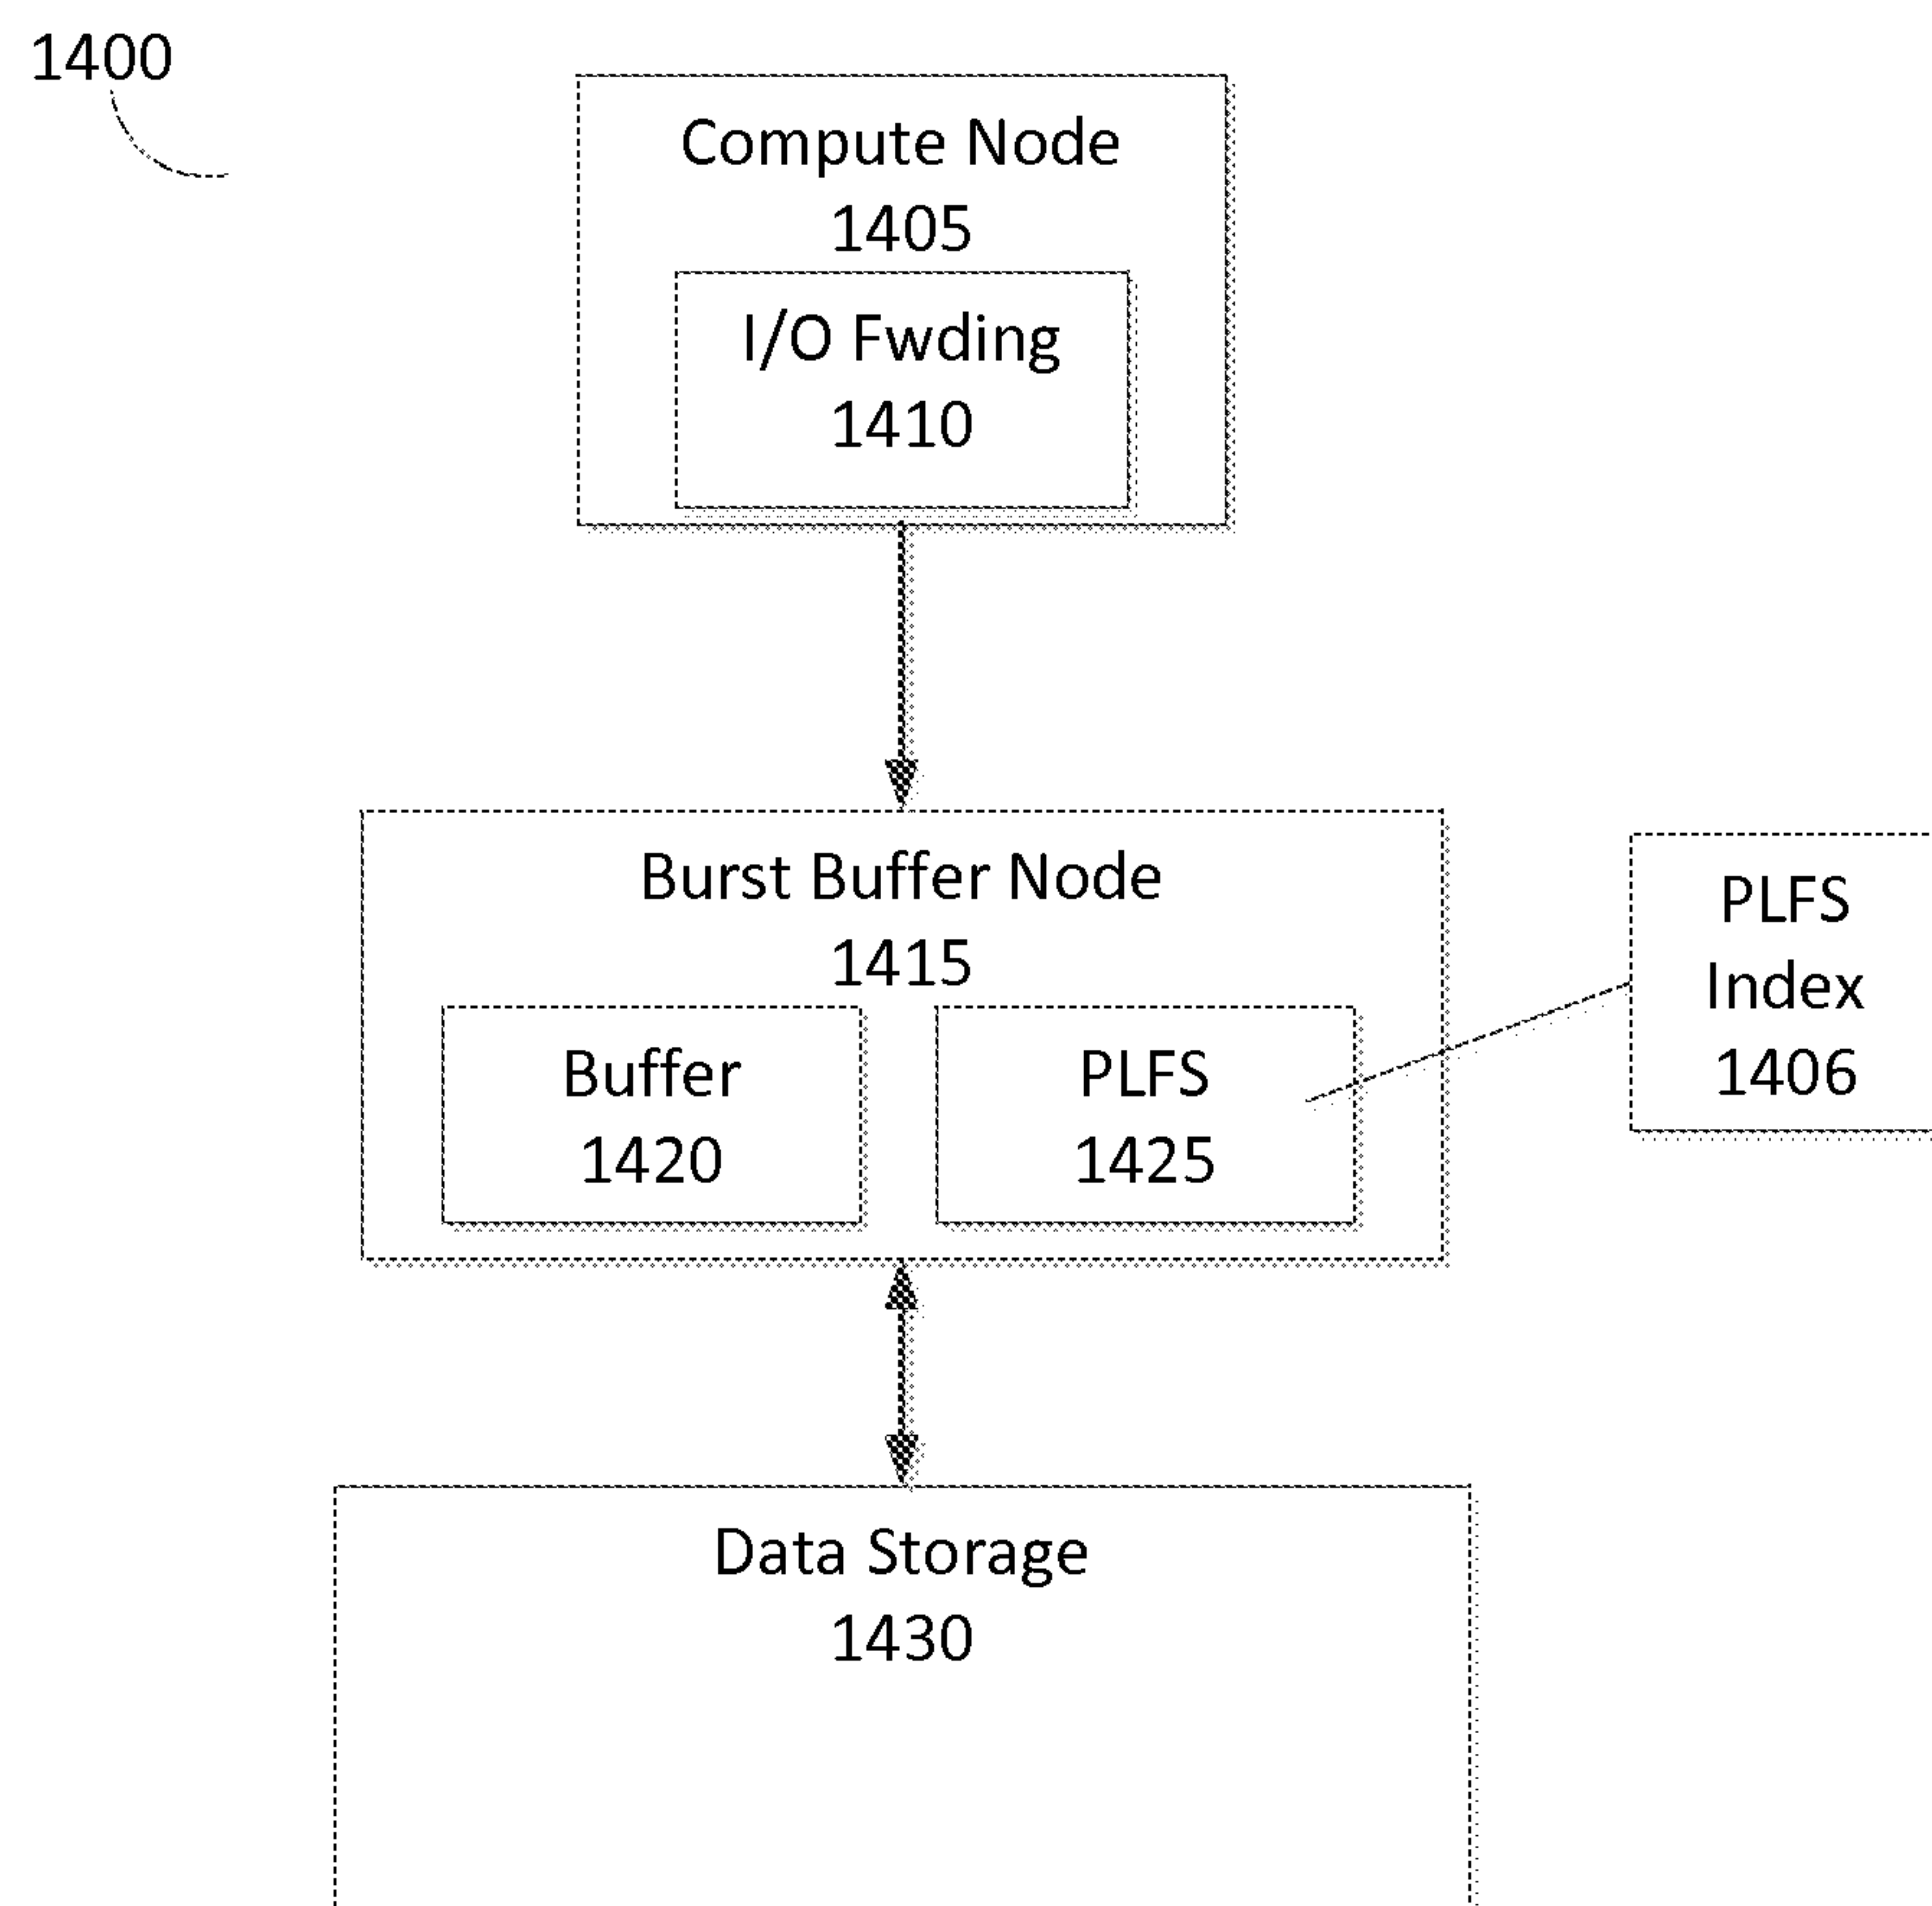 1400
Compute Node
1405
I/O Fwding
1410
Burst Buffer Node
1415
Buffer
1420
PLFS
1425
PLFS
Index
1406
Data Storage
1430